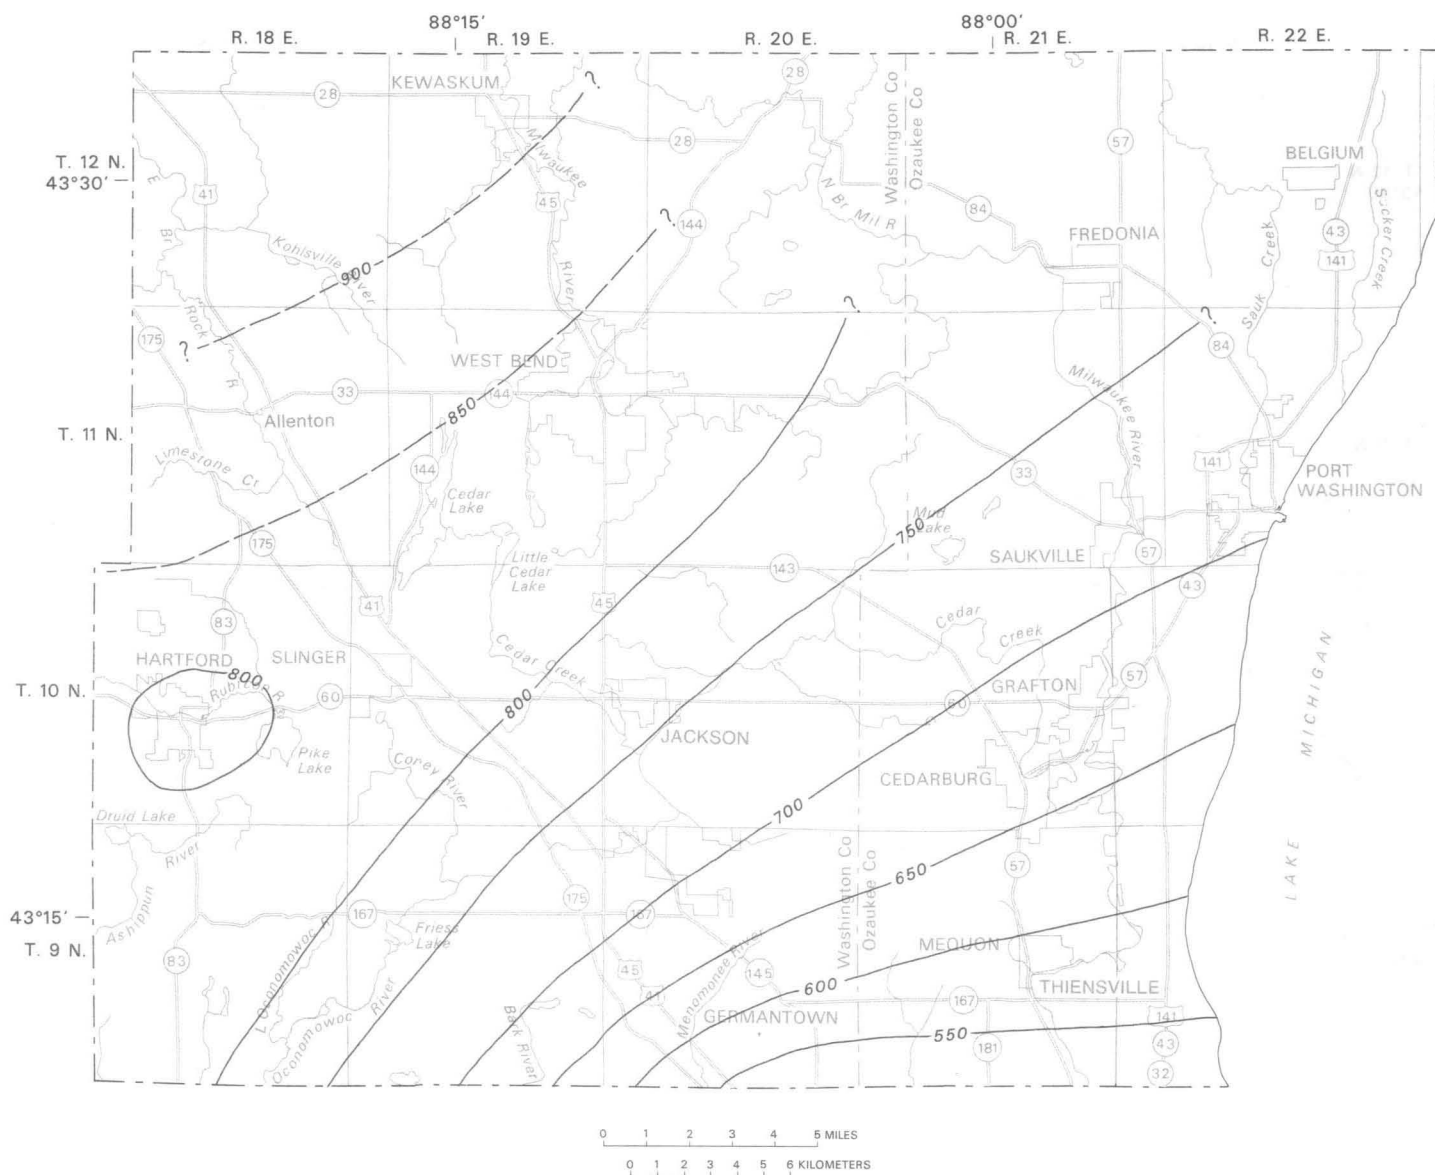 88°15' 88°00'
R. 18 E. R. 19 E. R. 20 E. R. 21 E. R. 22 E.
KEWASKUM
28
28
?
28
Milwaukee
Washington Co
Ozaukee Co
57
BELGIUM
T. 12 N.
43°30'
E
Br
Rock
R
41
45
River
?
144
N Br Mil R
84
FREDONIA
Sauk
Creek
43
141
Sucker Creek
Kohlsville
River
900
?
?
?
175
WEST BEND
84
33
144
850
Allenton
Milwaukee
River
T. 11 N.
Limestone Cr
144
Cedar
Lake
33
141
PORT
WASHINGTON
750
Mud
Lake
175
Little
Cedar
Lake
143
SAUKVILLE
57
43
41
45
83
Cedar
Creek
HARTFORD
SLINGER
800
Rubicon R
Cedar Creek
T. 10 N.
60
800
GRAFTON
57
60
JACKSON
Pike
Lake
Coney
River
CEDARBURG
LAKE MICHIGAN
Druid Lake
700
Ashippun
River
Washington Co
Ozaukee Co
57
650
43°15'
T. 9 N.
167
175
167
Friess
Lake
L Oconomowoc R
Oconomowoc
River
83
45
41
Menomonee River
145
MEQUON
600
167
THIENSVILLE
Bark River
GERMANTOWN
550
181
141
43
32
0 1 2 3 4 5 MILES
0 1 2 3 4 5 6 KILOMETERS